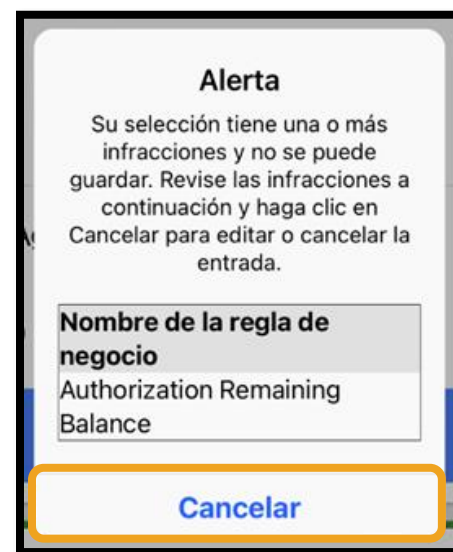 Alerta
Su selección tiene una o más
infracciones y no se puede
guardar. Revise las infracciones a
continuación y haga clic en
Cancelar para editar o cancelar la
entrada.
Nombre de la regla de
negocio
Authorization Remaining
Balance
Cancelar